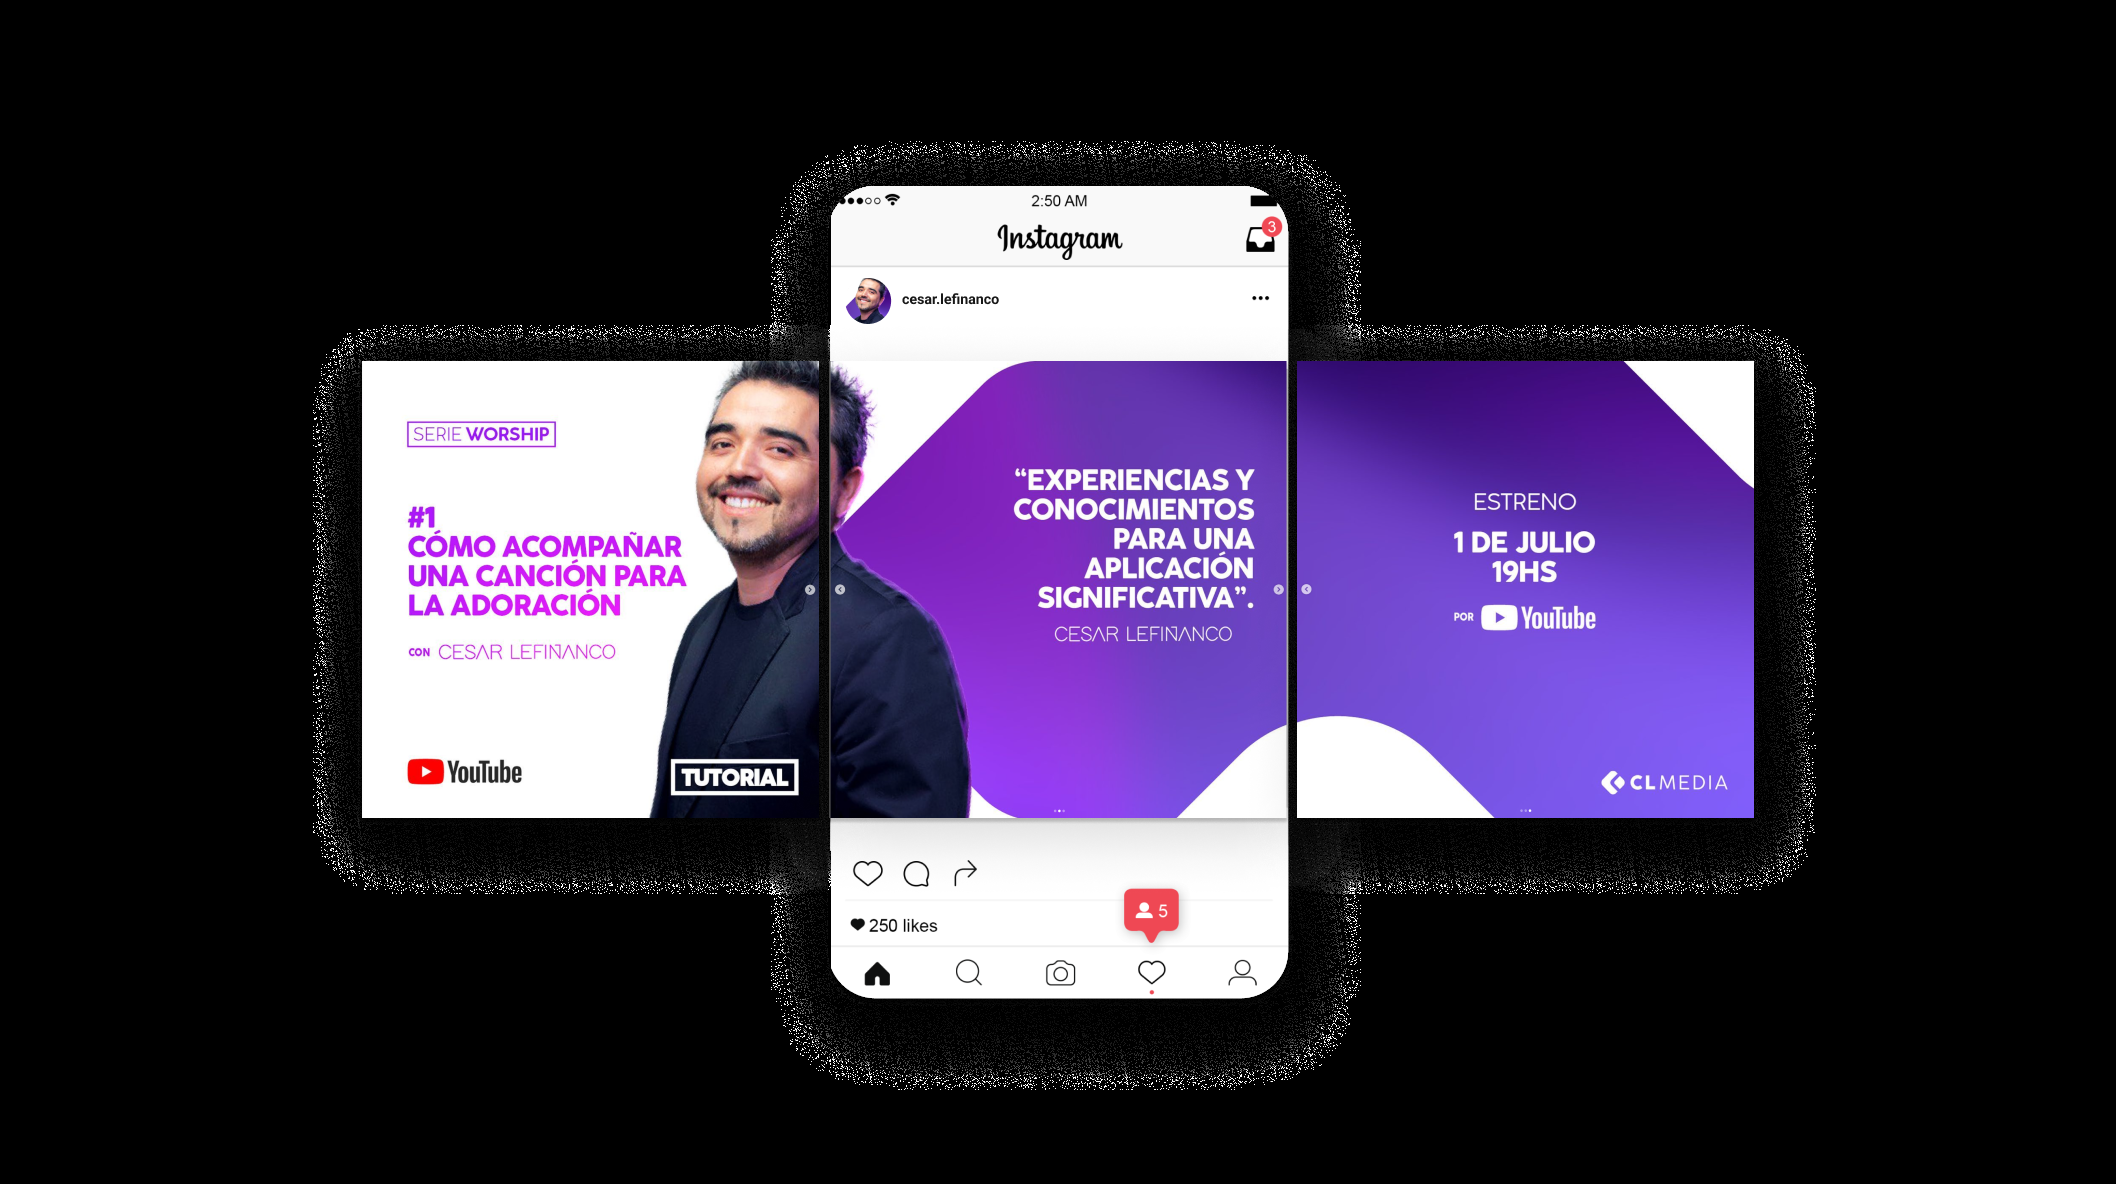 2:50 AM
Instagram
3
cesar.lefinanco
SERIE WORSHIP
#1
CÓMO ACOMPAÑAR
UNA CANCIÓN PARA
LA ADORACIÓN
CON CESAR LEFIÑANCO
YouTube
TUTORIAL
“EXPERIENCIAS Y
CONOCIMIENTOS
PARA UNA
APLICACIÓN
SIGNIFICATIVA”.
CESAR LEFIÑANCO
ESTRENO
1 DE JULIO
19HS
POR YouTube
CLMEDIA
5
250 likes